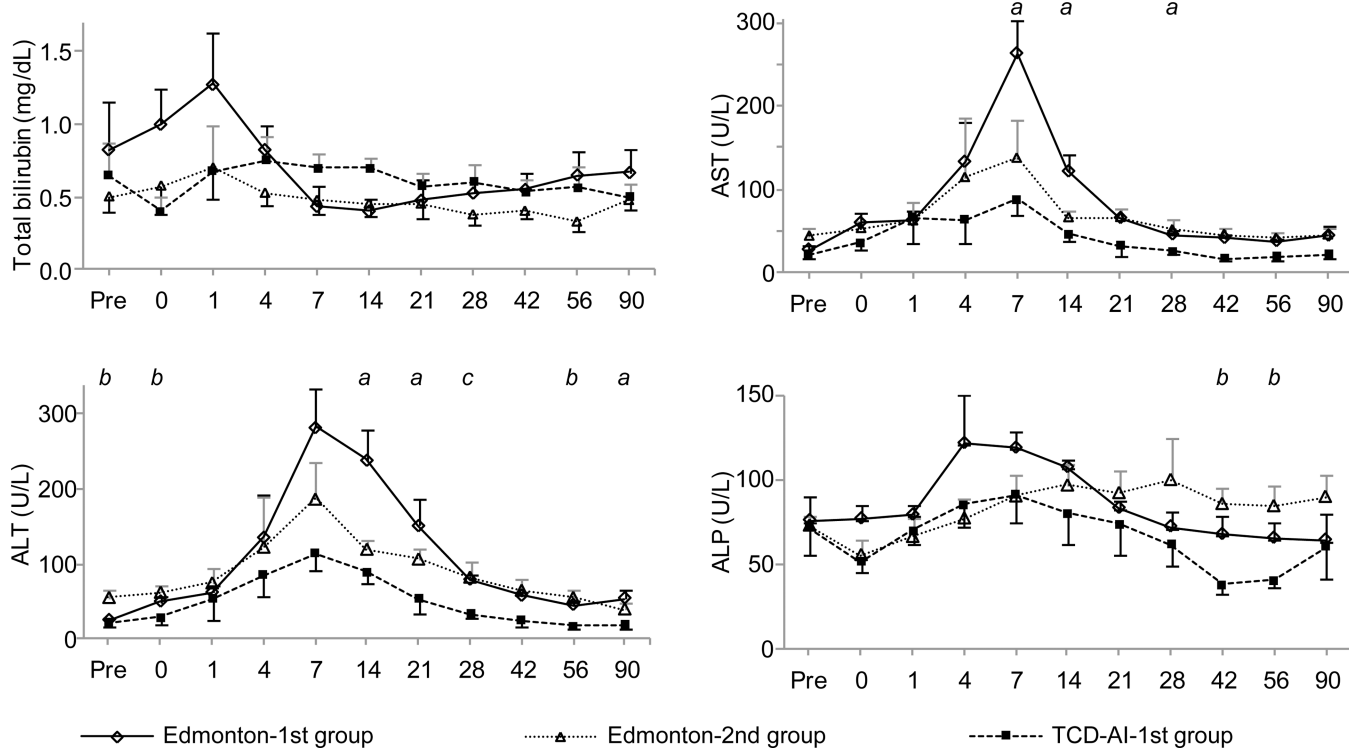 Total bilirubin (mg/dL)
1.5
1.0
0.5
0.0
Pre 0 1 4 7 14 21 28 42 56 90
a a a
AST (U/L)
300
200
100
0
Pre 0 1 4 7 14 21 28 42 56 90
b b a a c b a
ALT (U/L)
300
200
100
0
Pre 0 1 4 7 14 21 28 42 56 90
b b
ALP (U/L)
150
100
50
0
Pre 0 1 4 7 14 21 28 42 56 90
Edmonton-1st group Edmonton-2nd group TCD-AI-1st group